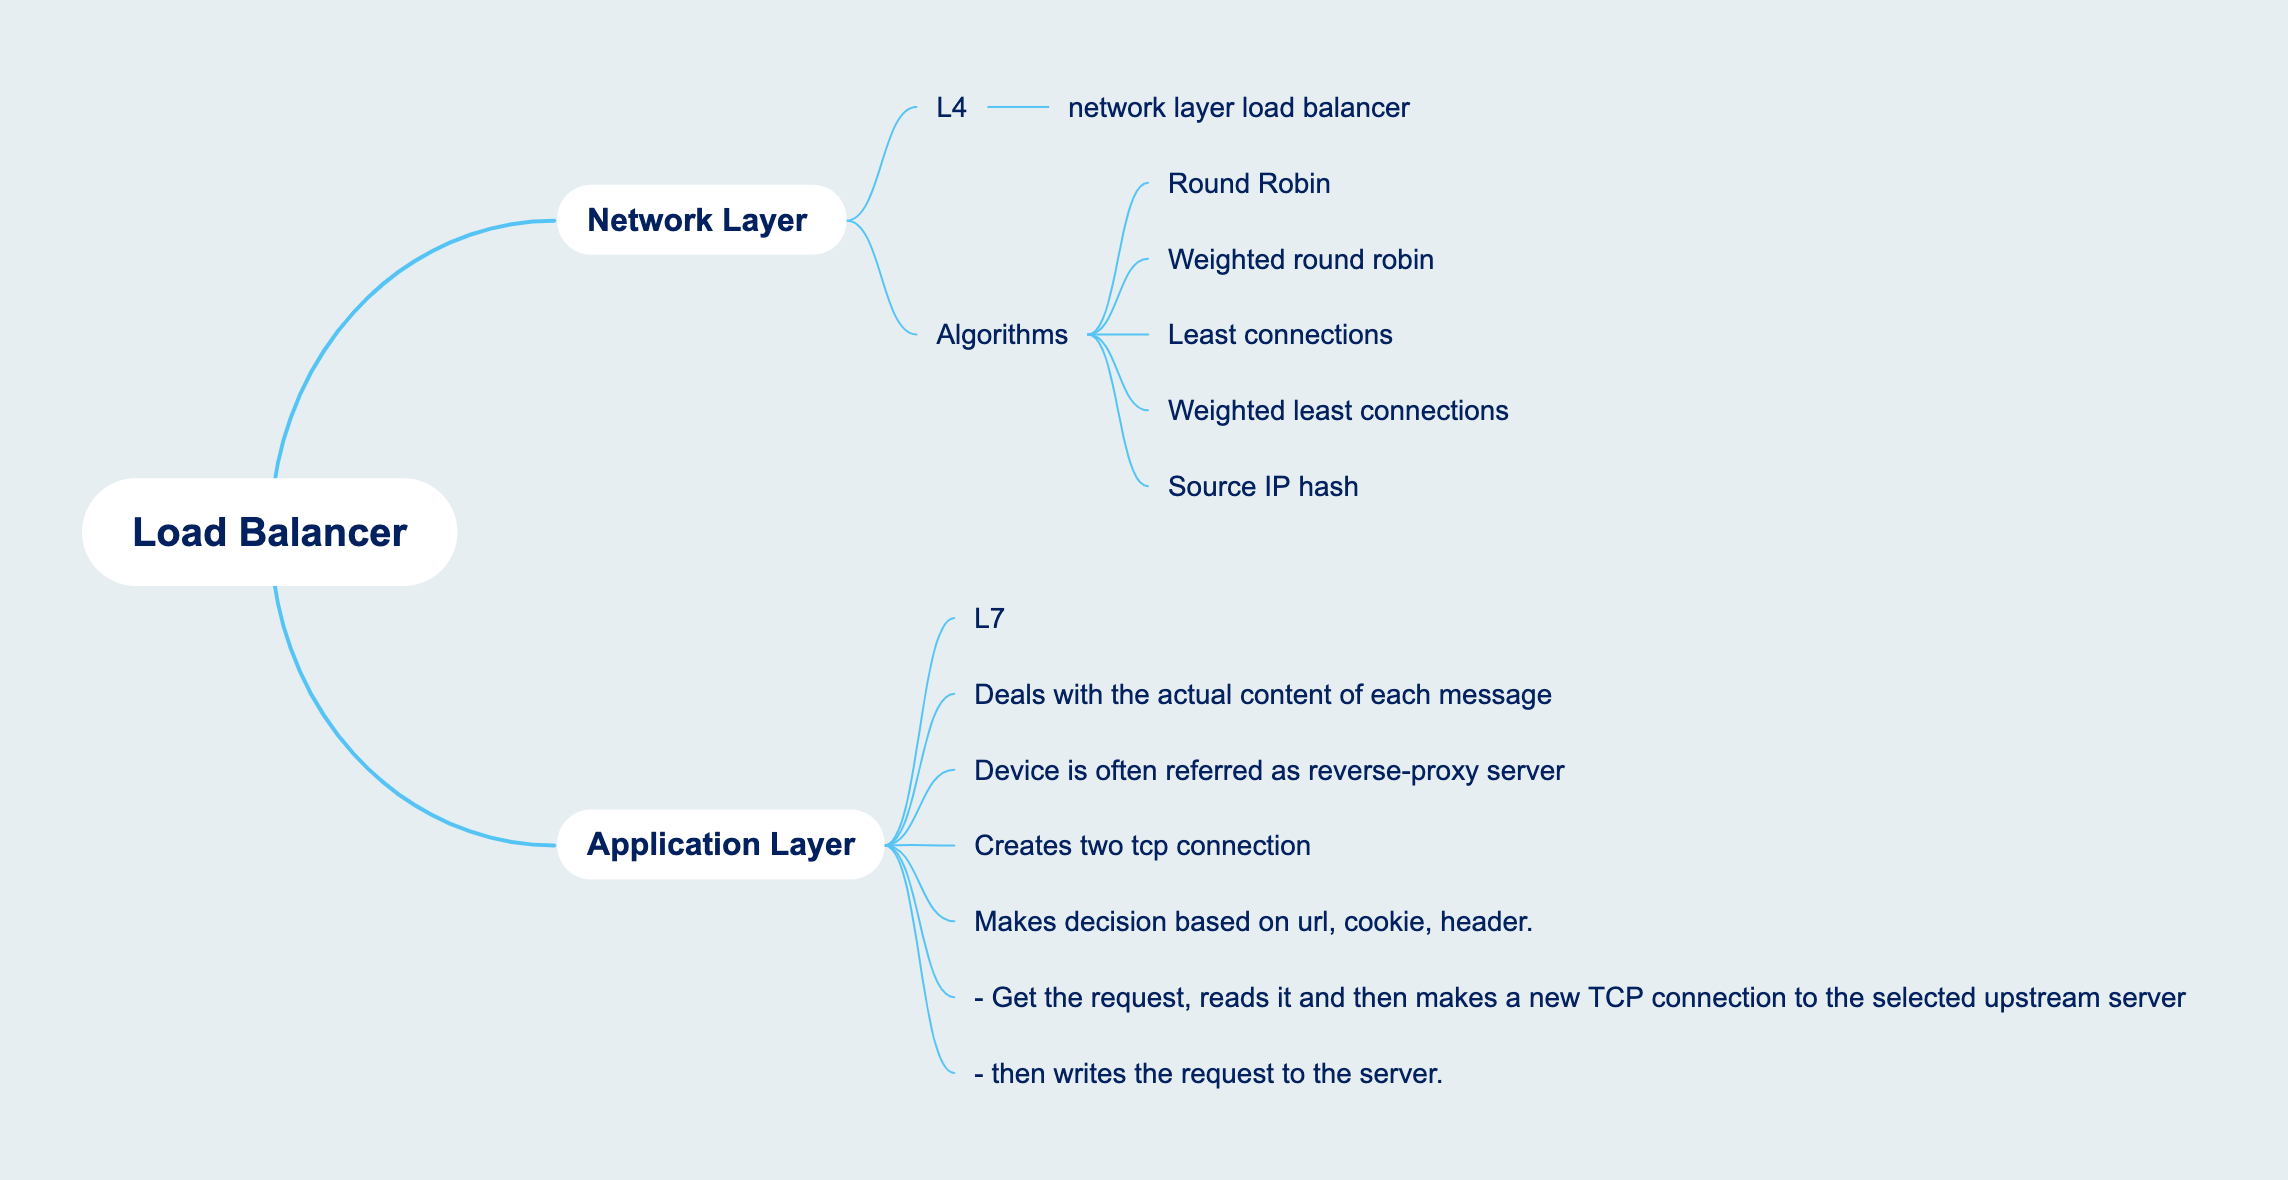 Load Balancer
Network Layer
L4
network layer load balancer
Algorithms
Round Robin
Weighted round robin
Least connections
Weighted least connections
Source IP hash
Application Layer
L7
Deals with the actual content of each message
Device is often referred as reverse-proxy server
Creates two tcp connection
Makes decision based on url, cookie, header.
- Get the request, reads it and then makes a new TCP connection to the selected upstream server
- then writes the request to the server.